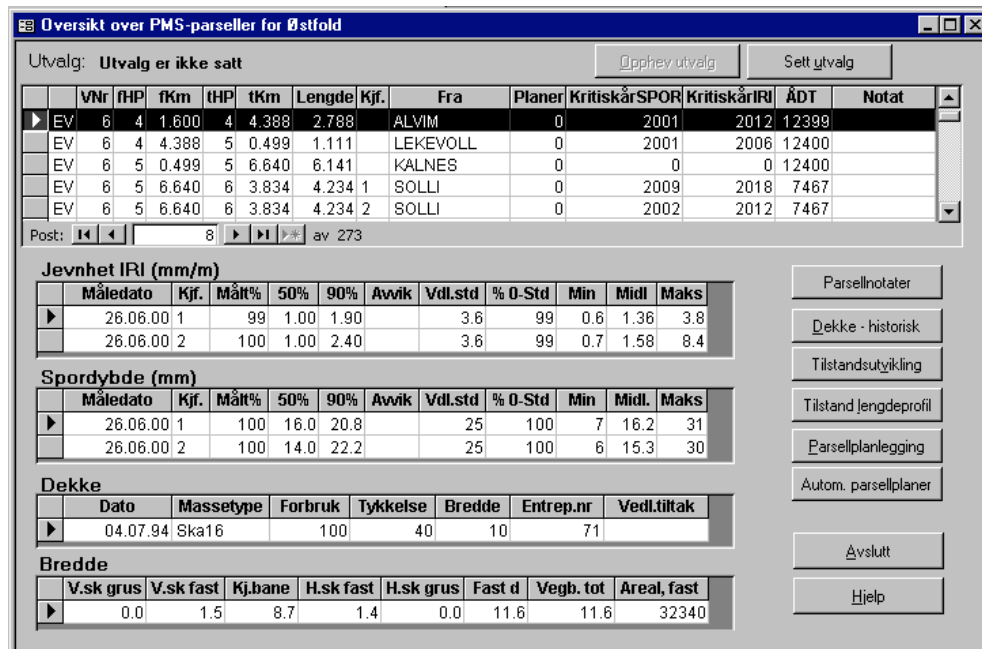 Oversikt over PMS-parseller for Østfold
Utvalg: Utvalg er ikke satt Opphev utvalg Sett utvalg
VNr fHP fKm tHP tKm Lengde Kjf. Fra Planer KritiskårSPOR KritiskårIRI ÅDT Notat
EV 6 4 1.600 4 4.388 2.788 ALVIM 0 2001 2012 12399
EV 6 4 4.388 5 0.499 1.111 LEKEVOLL 0 2001 2006 12400
EV 6 5 0.499 5 6.640 6.141 KALNES 0 0 0 12400
EV 6 5 6.640 6 3.834 4.234 1 SOLLI 0 2009 2018 7467
EV 6 5 6.640 6 3.834 4.234 2 SOLLI 0 2002 2012 7467
Post: 8 av 273
Jevnhet IRI (mm/m)
Måledato Kjf. Målt% 50% 90% Avvik Vdl.std % 0-Std Min Midl Maks
26.06.00 1 99 1.00 1.90 3.6 99 0.6 1.36 3.8
26.06.00 2 100 1.00 2.40 3.6 99 0.7 1.58 8.4
Spordybde (mm)
Måledato Kjf. Målt% 50% 90% Avvik Vdl.std % 0-Std Min Midl. Maks
26.06.00 1 100 16.0 20.8 25 100 7 16.2 31
26.06.00 2 100 14.0 22.2 25 100 6 15.3 30
Dekke
Dato Massetype Forbruk Tykkelse Bredde Entrep.nr Vedl.tiltak
04.07.94 Ska16 100 40 10 71
Bredde
V.sk grus V.sk fast Kj.bane H.sk fast H.sk grus Fast d Vegb. tot Areal, fast
0.0 1.5 8.7 1.4 0.0 11.6 11.6 32340
Parsellnotater
Dekke - historisk
Tilstandsutvikling
Tilstand lengdeprofil
Parsellplanlegging
Autom. parsellplaner
Avslutt
Hjelp